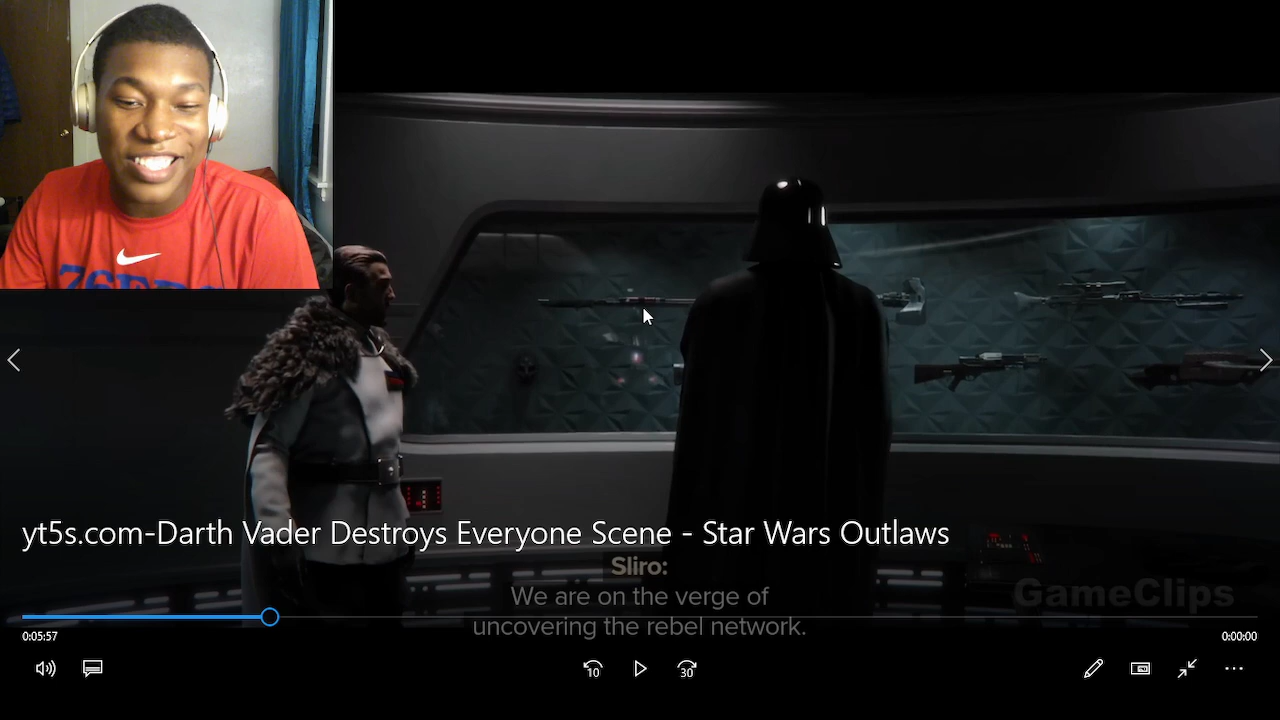 76ERS
yt5s.com-Darth Vader Destroys Everyone Scene - Star Wars Outlaws
Sliro:
We are on the verge of
uncovering the rebel network.
GameClips
0:05:57
0:00:00
10
30